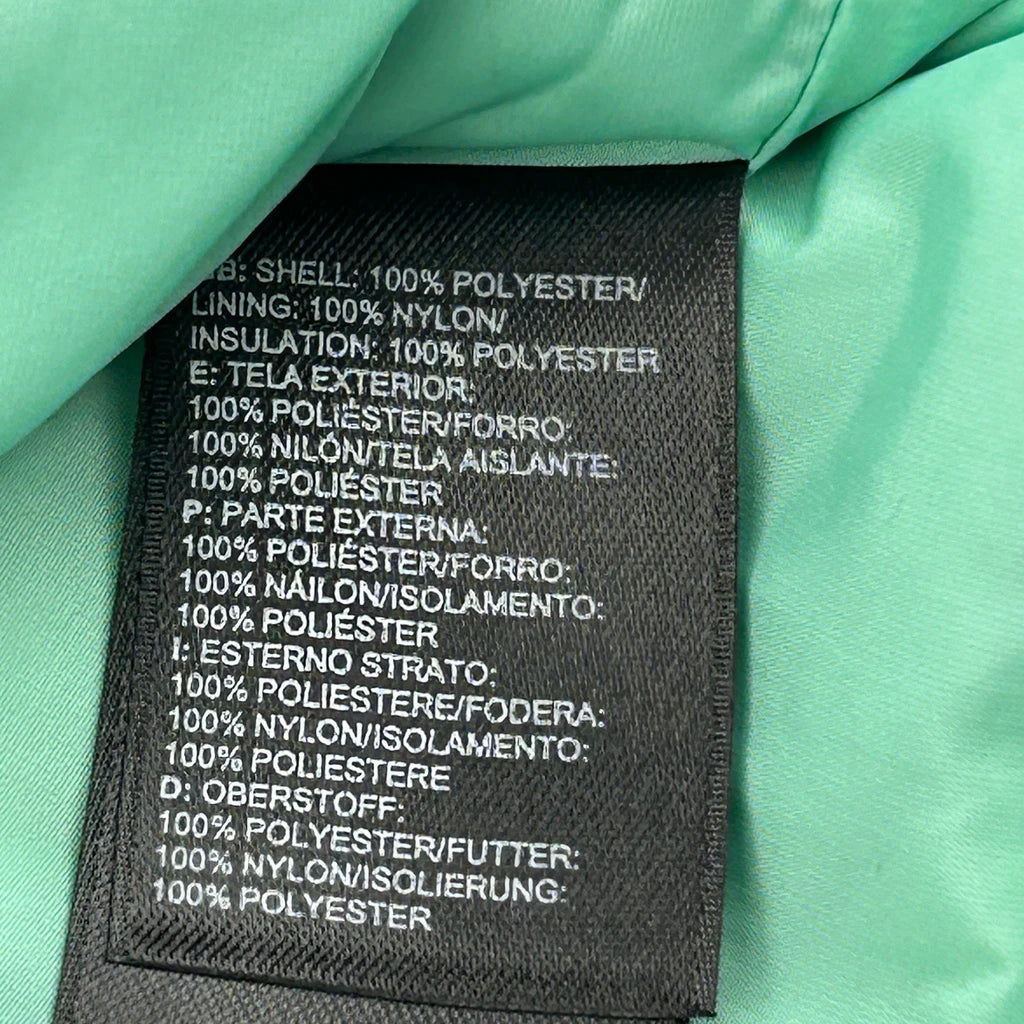 GB: SHELL: 100% POLYESTER/
LINING: 100% NYLON/
INSULATION: 100% POLYESTER
E: TELA EXTERIOR:
100% POLIÉSTER/FORRO:
100% NILÓN/TELA AISLANTE:
100% POLIÉSTER
P: PARTE EXTERNA:
100% POLIÉSTER/FORRO:
100% NÁILON/ISOLAMENTO:
100% POLIÉSTER
I: ESTERNO STRATO:
100% POLIESTERE/FODERA:
100% NYLON/ISOLAMENTO:
100% POLIESTERE
D: OBERSTOFF:
100% POLYESTER/FUTTER:
100% NYLON/ISOLIERUNG:
100% POLYESTER